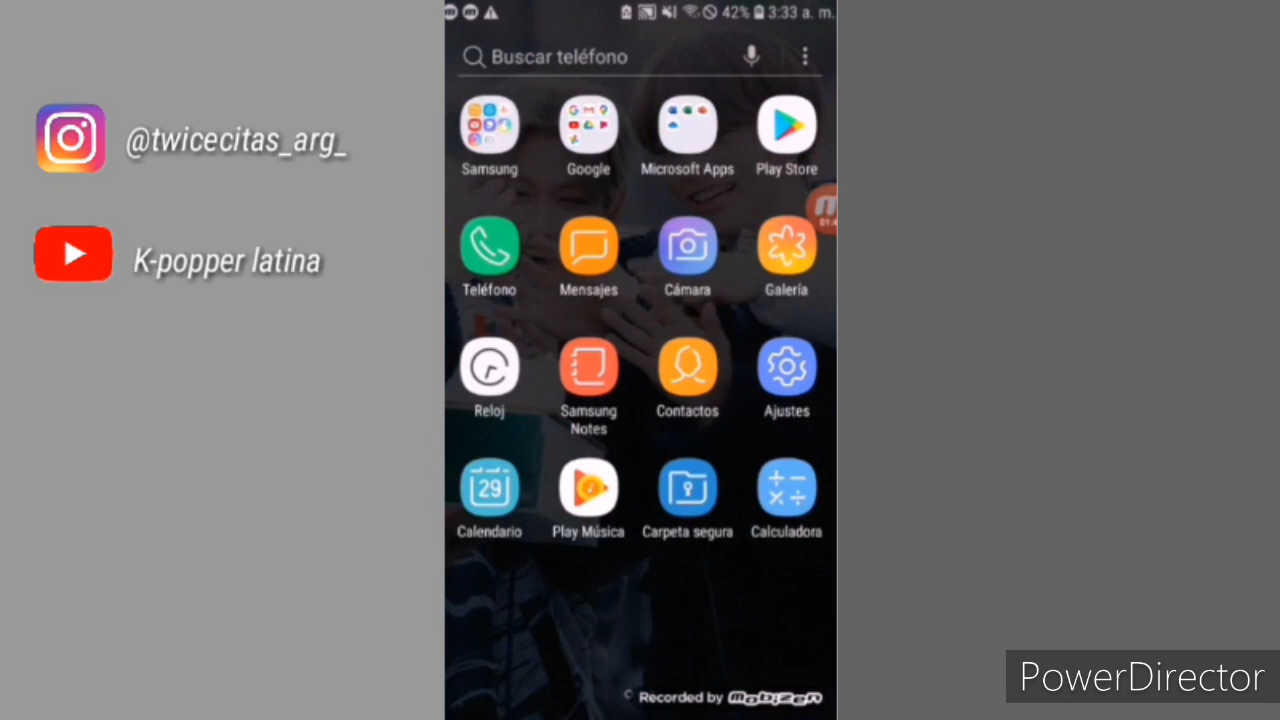 @twicecitas_arg_
K-popper latina
42% 3:33 a. m.
Buscar teléfono
Samsung
Google
Microsoft Apps
Play Store
Teléfono
Mensajes
Cámara
Galería
Reloj
Samsung
Notes
Contactos
Ajustes
29
Calendario
Play Música
Carpeta segura
Calculadora
Recorded by Mobizen
PowerDirector